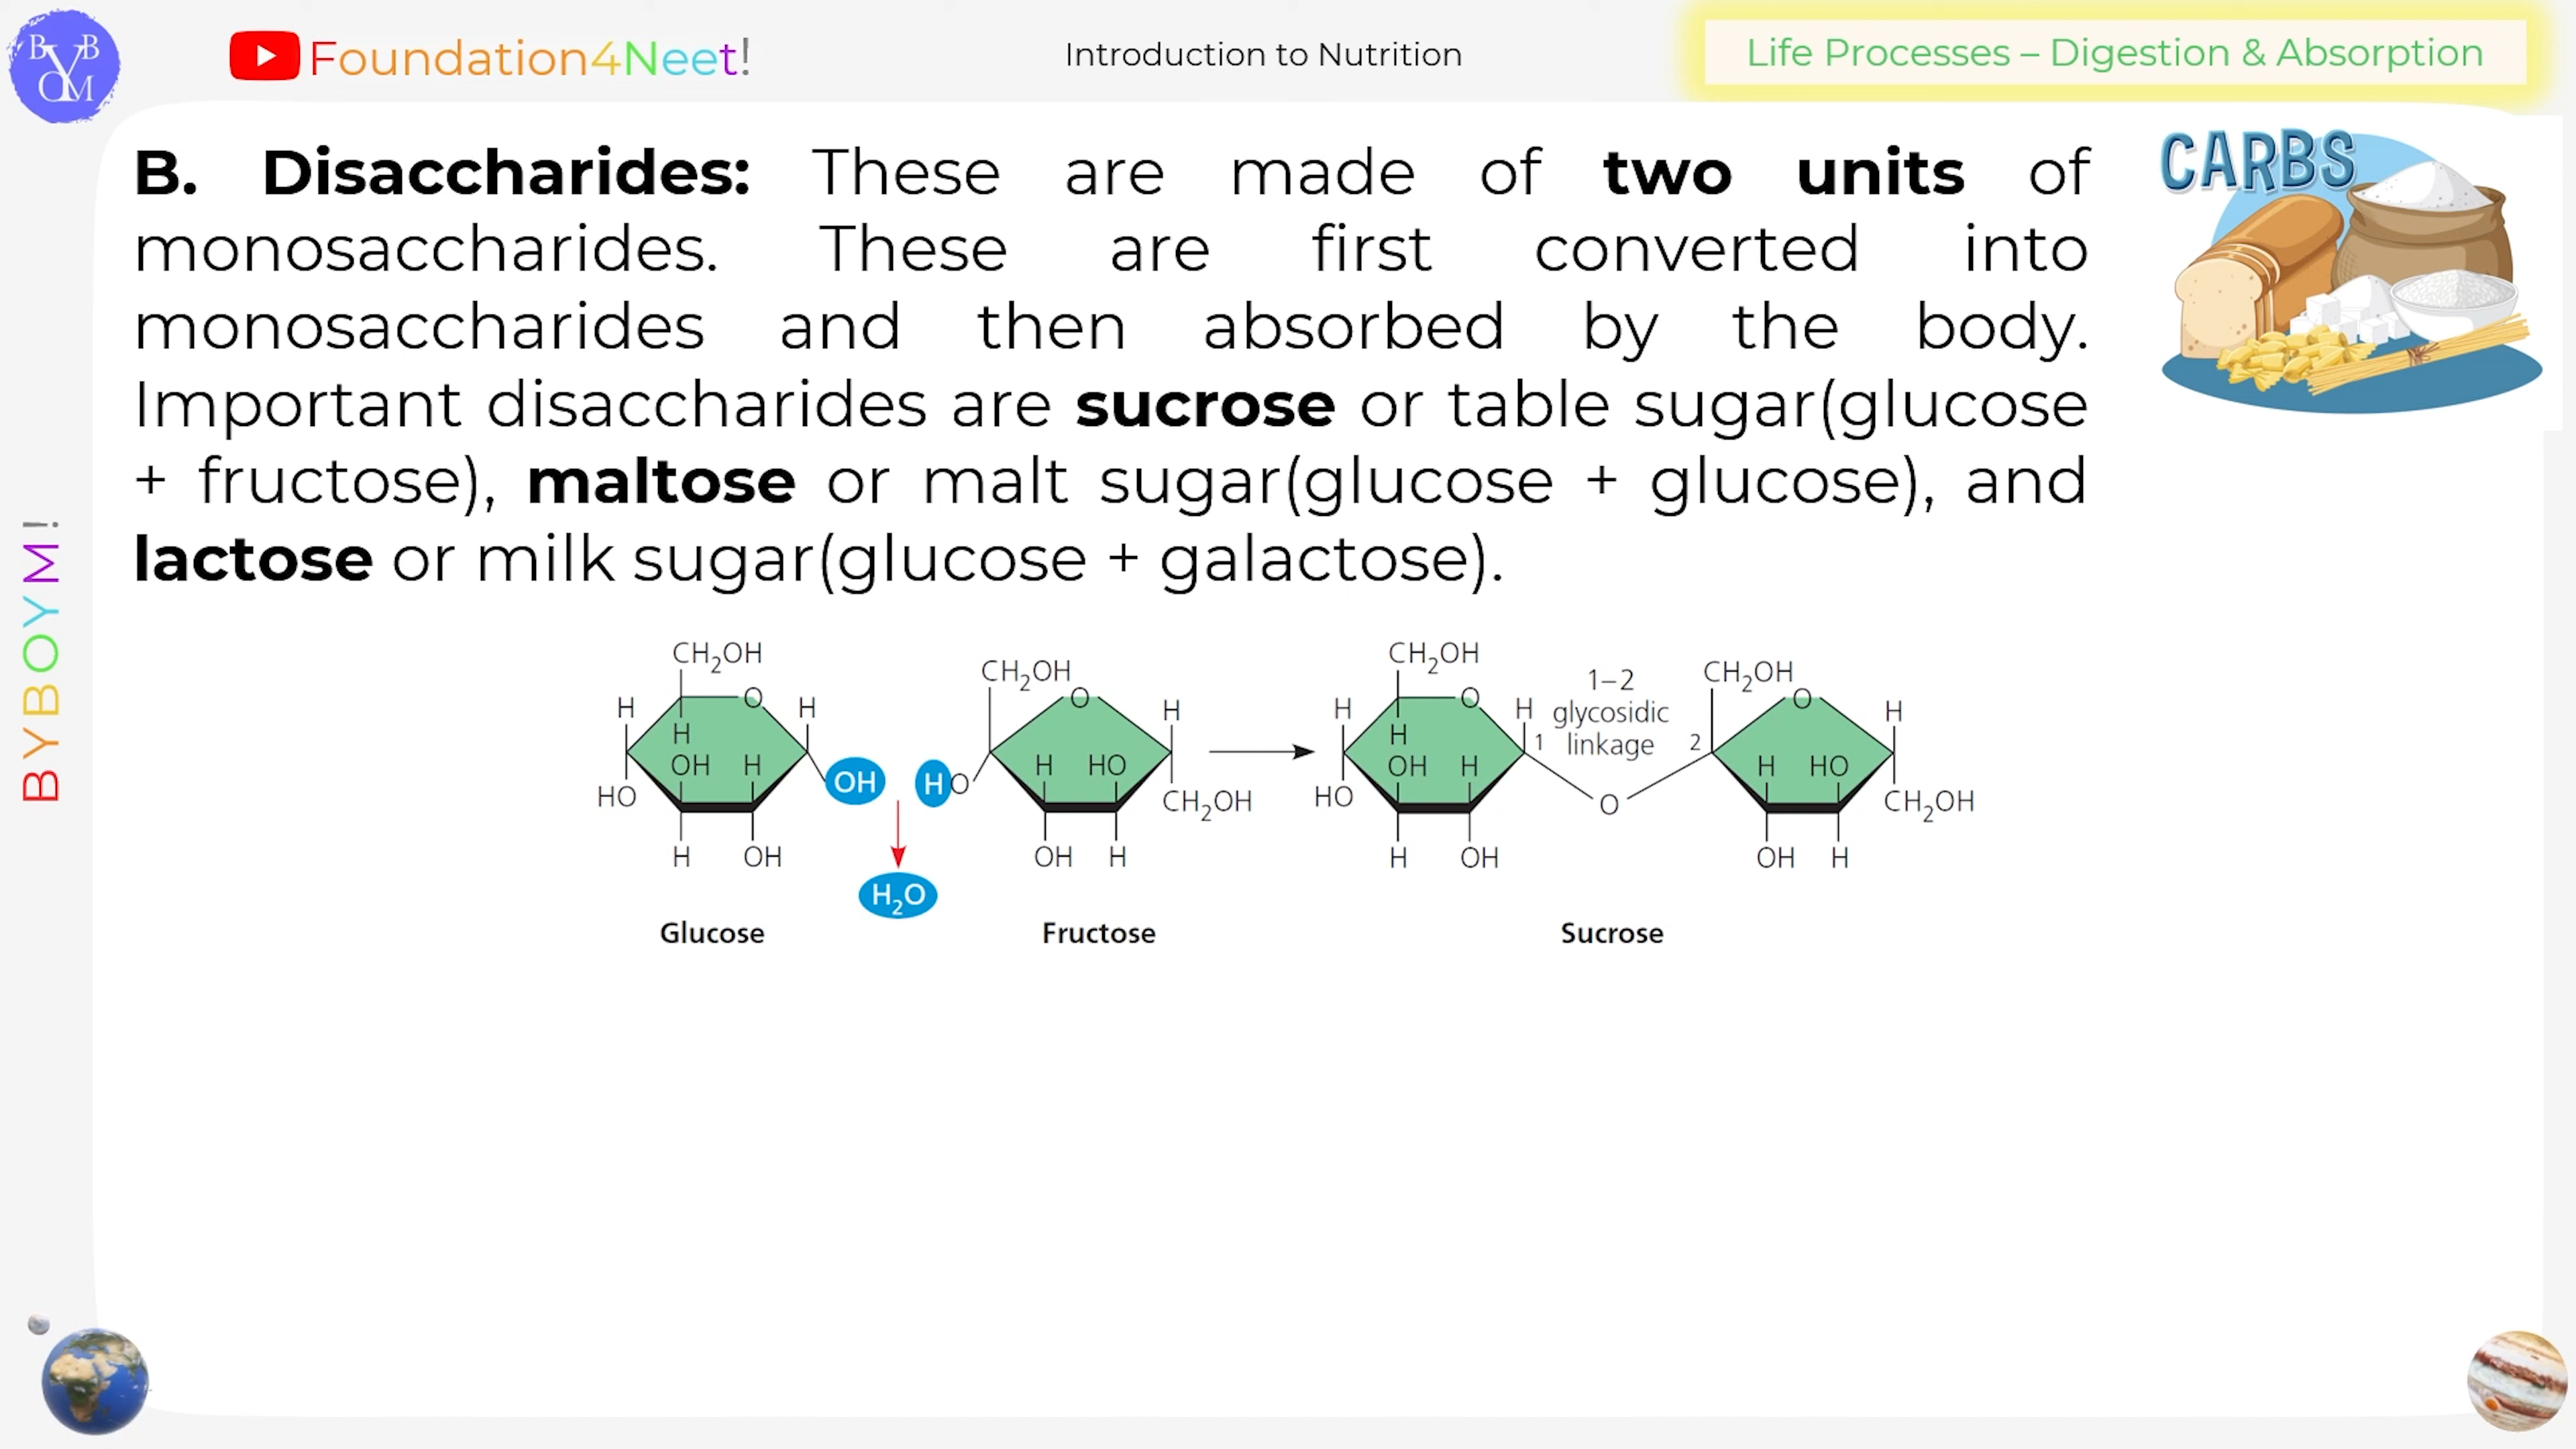 BYB
OM
Foundation4Neet!
Introduction to Nutrition
Life Processes – Digestion & Absorption
CARBS
B. Disaccharides: These are made of two units of
monosaccharides. These are first converted into
monosaccharides and then absorbed by the body.
Important disaccharides are sucrose or table sugar(glucose
+ fructose), maltose or malt sugar(glucose + glucose), and
lactose or milk sugar(glucose + galactose).
BYBOYM!
CH₂OH
O
H
H
H
OH
H
HO
OH
H
OH
CH₂OH
O
H
H
HO
HO
CH₂OH
OH
H
H₂O
CH₂OH
O
H
H
H
OH
H
HO
H
OH
1
1–2
glycosidic
linkage
2
O
CH₂OH
O
H
H
HO
CH₂OH
OH
H
Glucose
Fructose
Sucrose